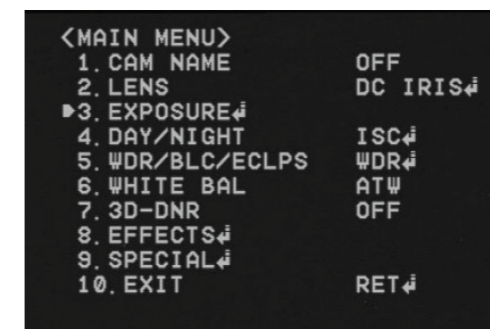 <MAIN MENU>
1. CAM NAME OFF
2. LENS DC IRIS↲
3. EXPOSURE↲
4. DAY/NIGHT ISC↲
5. WDR/BLC/ECLPS WDR↲
6. WHITE BAL ATW
7. 3D-DNR OFF
8. EFFECTS↲
9. SPECIAL↲
10. EXIT RET↲